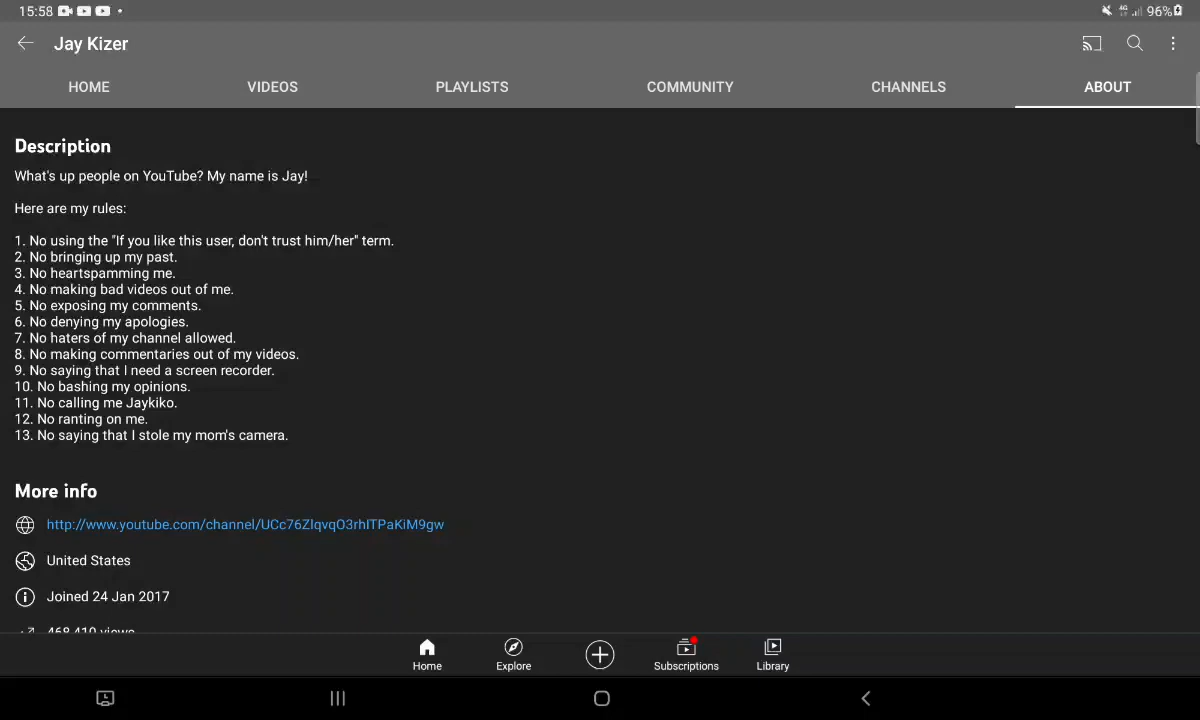 15:58
4G
96%
Jay Kizer
HOME VIDEOS PLAYLISTS COMMUNITY CHANNELS ABOUT
Description
What's up people on YouTube? My name is Jay!
Here are my rules:
1. No using the "If you like this user, don't trust him/her" term.
2. No bringing up my past.
3. No heartspamming me.
4. No making bad videos out of me.
5. No exposing my comments.
6. No denying my apologies.
7. No haters of my channel allowed.
8. No making commentaries out of my videos.
9. No saying that I need a screen recorder.
10. No bashing my opinions.
11. No calling me Jaykiko.
12. No ranting on me.
13. No saying that I stole my mom's camera.
More info
http://www.youtube.com/channel/UCc76ZlqvqO3rhITPaKiM9gw
United States
Joined 24 Jan 2017
468,410 views
Home Explore Subscriptions Library